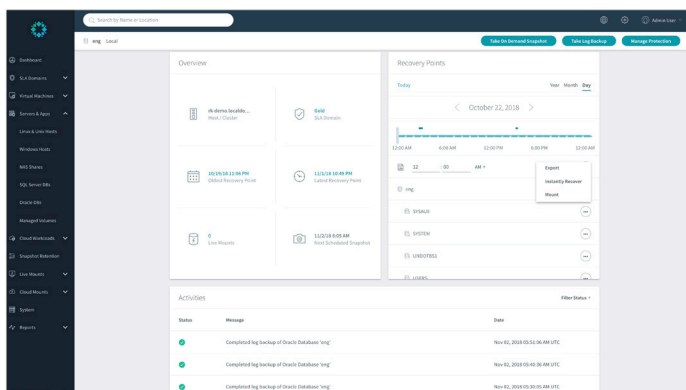 Search by Name or Location
Admin User
eng Local
Take On Demand Snapshot
Take Log Backup
Manage Protection
Dashboard
SLA Domains
Virtual Machines
Servers & Apps
Linux & Unix Hosts
Windows Hosts
NAS Shares
SQL Server DBs
Oracle DBs
Managed Volumes
Cloud Workloads
Snapshot Retention
Live Mounts
Cloud Mounts
System
Reports
Overview
rk-demo.localdo...
Host / Cluster
Gold
SLA Domain
10/19/18 11:06 PM
Oldest Recovery Point
11/1/18 10:40 PM
Latest Recovery Point
0
Live Mounts
11/2/18 8:05 AM
Next Scheduled Snapshot
Recovery Points
Today
Year Month Day
October 22, 2018
12:00 AM 6:00 AM 12:00 PM 6:00 PM 12:00 AM
12 : 03 AM
Export
Instantly Recover
Mount
eng
SYSAUX
SYSTEM
UNDOTBS1
USERS
Activities
Filter Status
Status Message Date
Completed log backup of Oracle Database 'eng' Nov 02, 2018 05:51:06 AM UTC
Completed log backup of Oracle Database 'eng' Nov 02, 2018 05:40:36 AM UTC
Completed log backup of Oracle Database 'eng' Nov 02, 2018 05:30:05 AM UTC